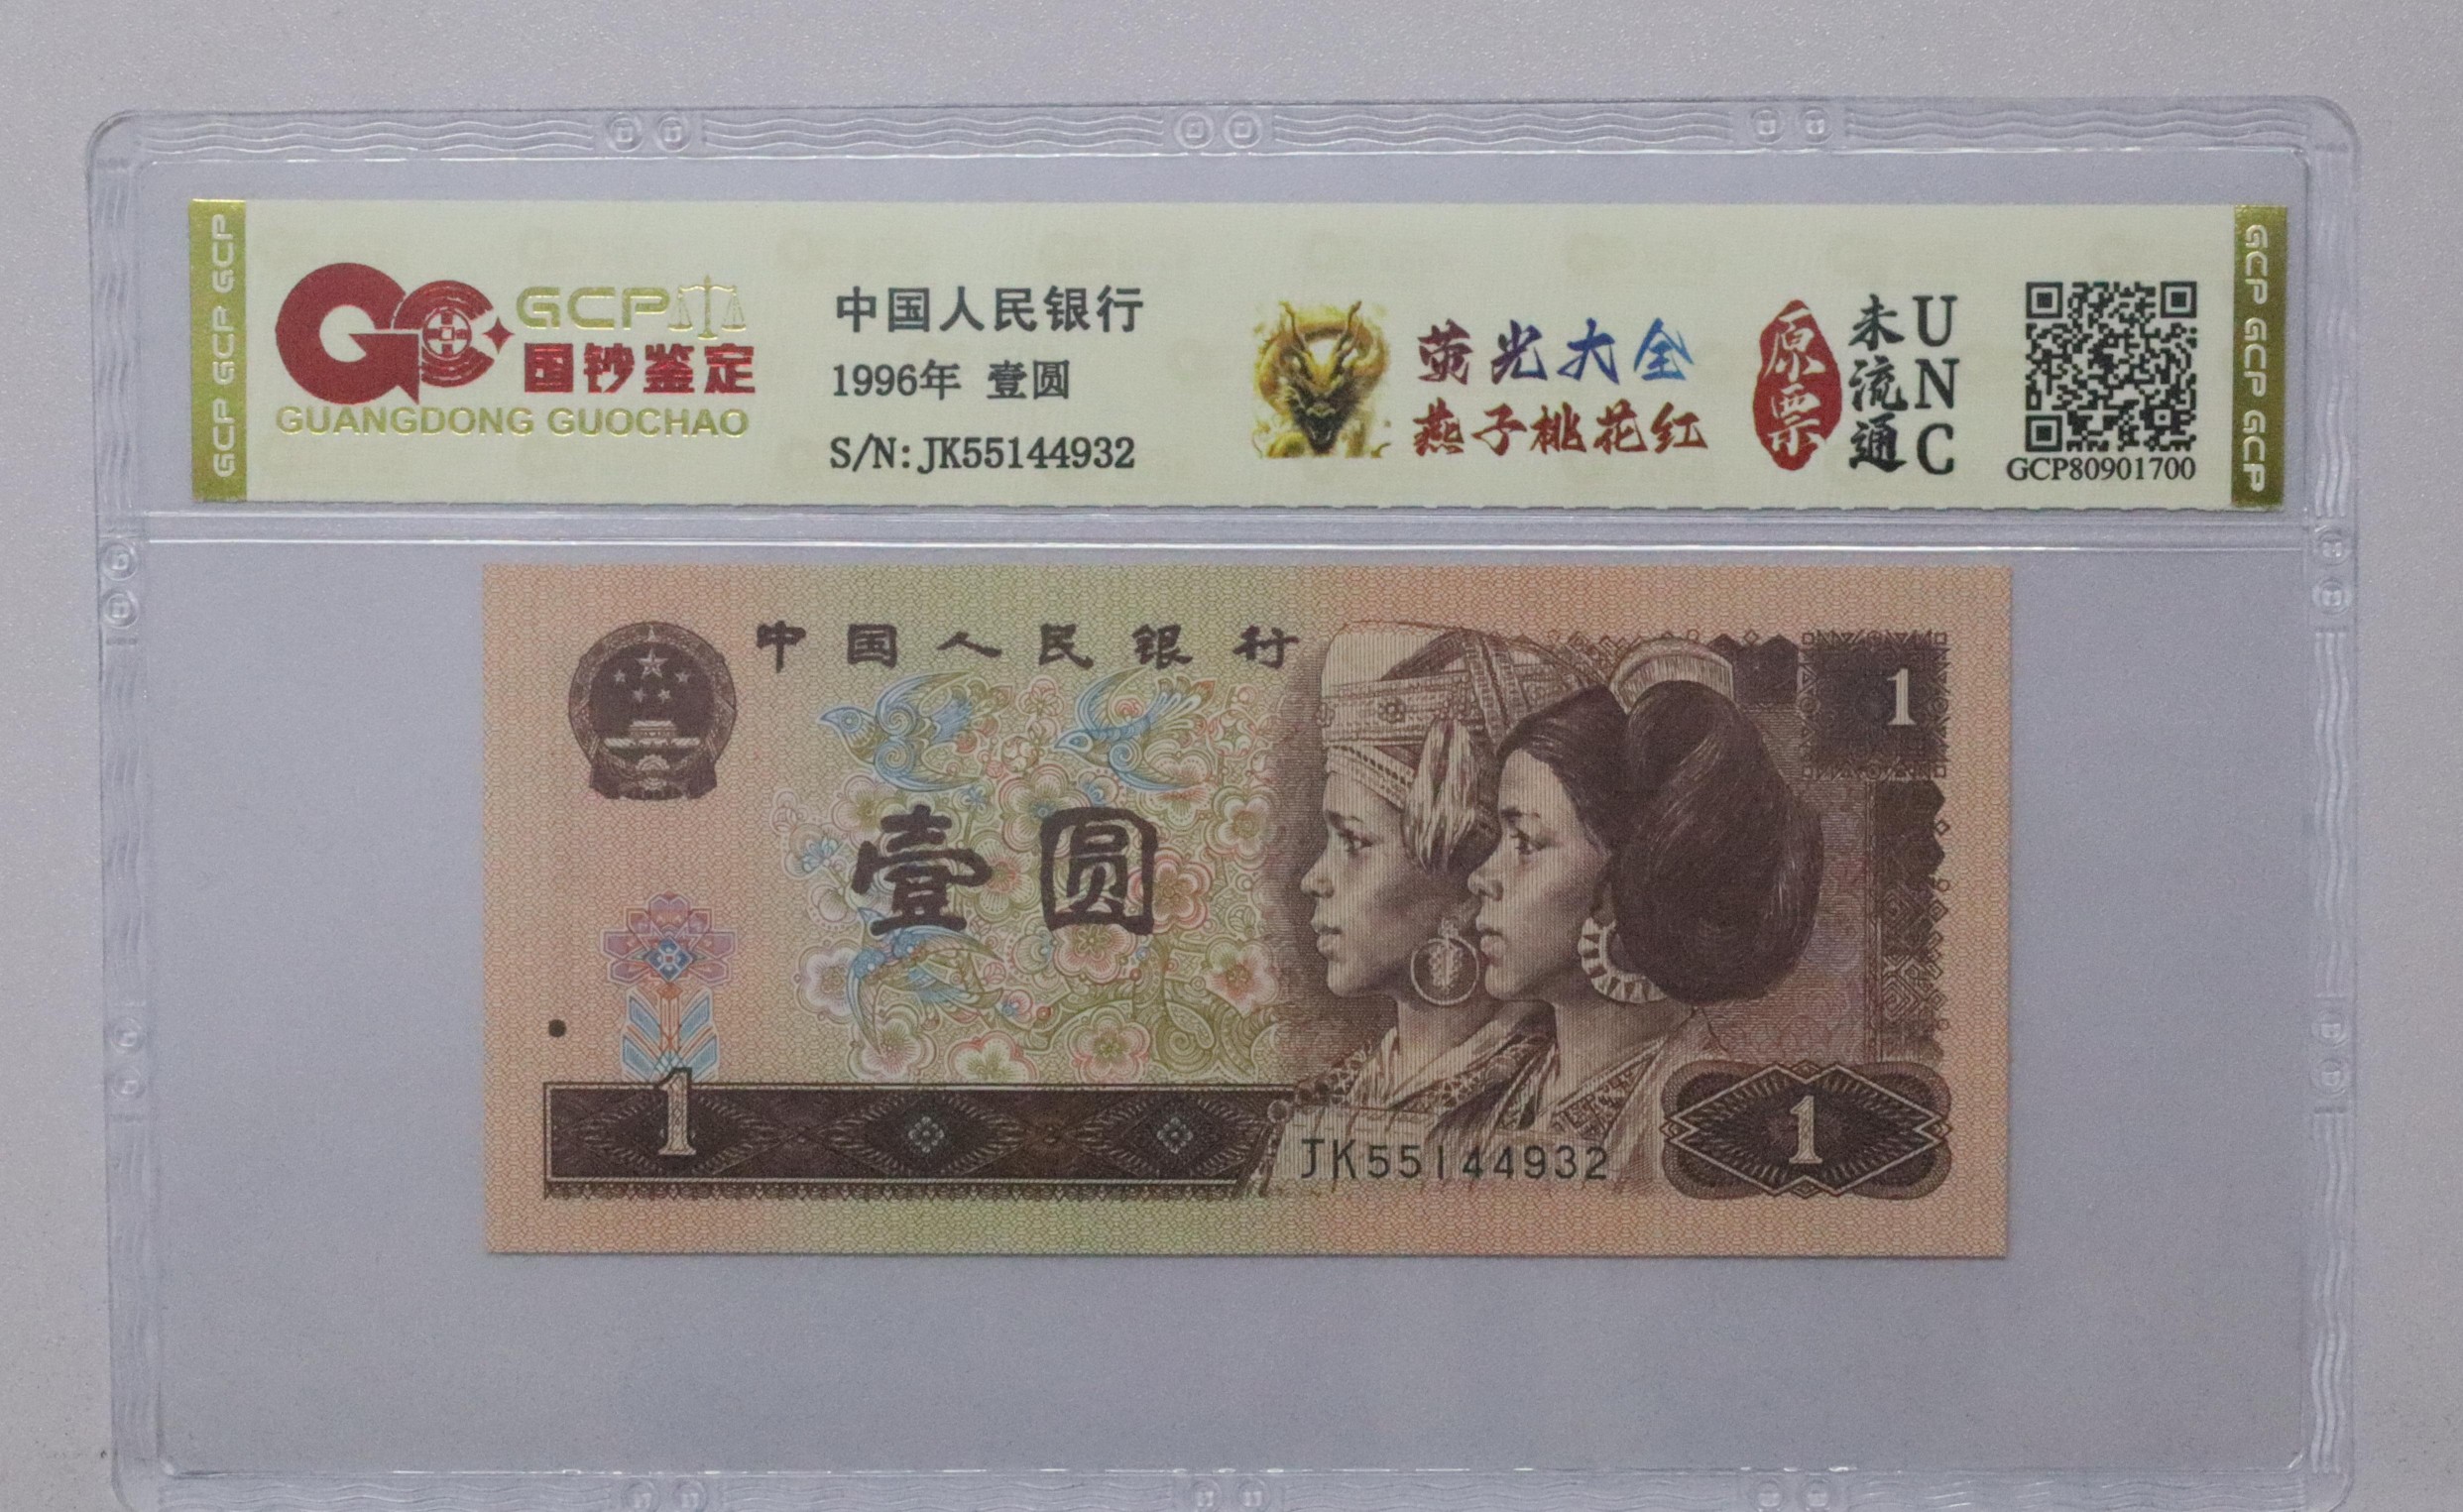 GCP GCP GCP
GCP
国钞鉴定
GUANGDONG GUOCHAO
中国人民银行
1996年 壹圆
S/N:JK55144932
荧光大全
燕子桃花红
原票
未流通
UNC
GCP80901700
GCP GCP GCP
中国人民银行
1
壹圆
1
JK55144932
1